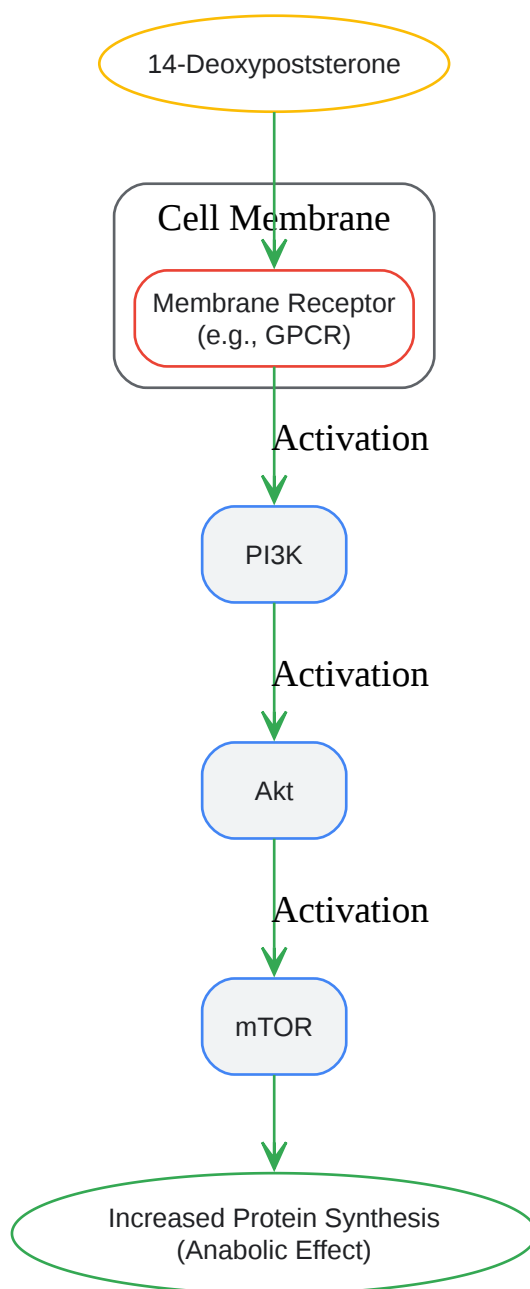 14-Deoxypoststerone
Cell Membrane
Membrane Receptor
(e.g., GPCR)
Activation
PI3K
Activation
Akt
Activation
mTOR
Increased Protein Synthesis
(Anabolic Effect)